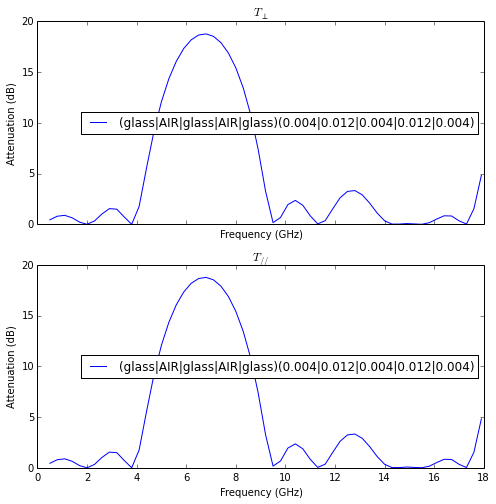 T⊥
20
15
10
5
0
Attenuation (dB)
(glass|AIR|glass|AIR|glass)(0.004|0.012|0.004|0.012|0.004)
Frequency (GHz)
T//
20
15
10
5
0
Attenuation (dB)
(glass|AIR|glass|AIR|glass)(0.004|0.012|0.004|0.012|0.004)
0 2 4 6 8 10 12 14 16 18
Frequency (GHz)